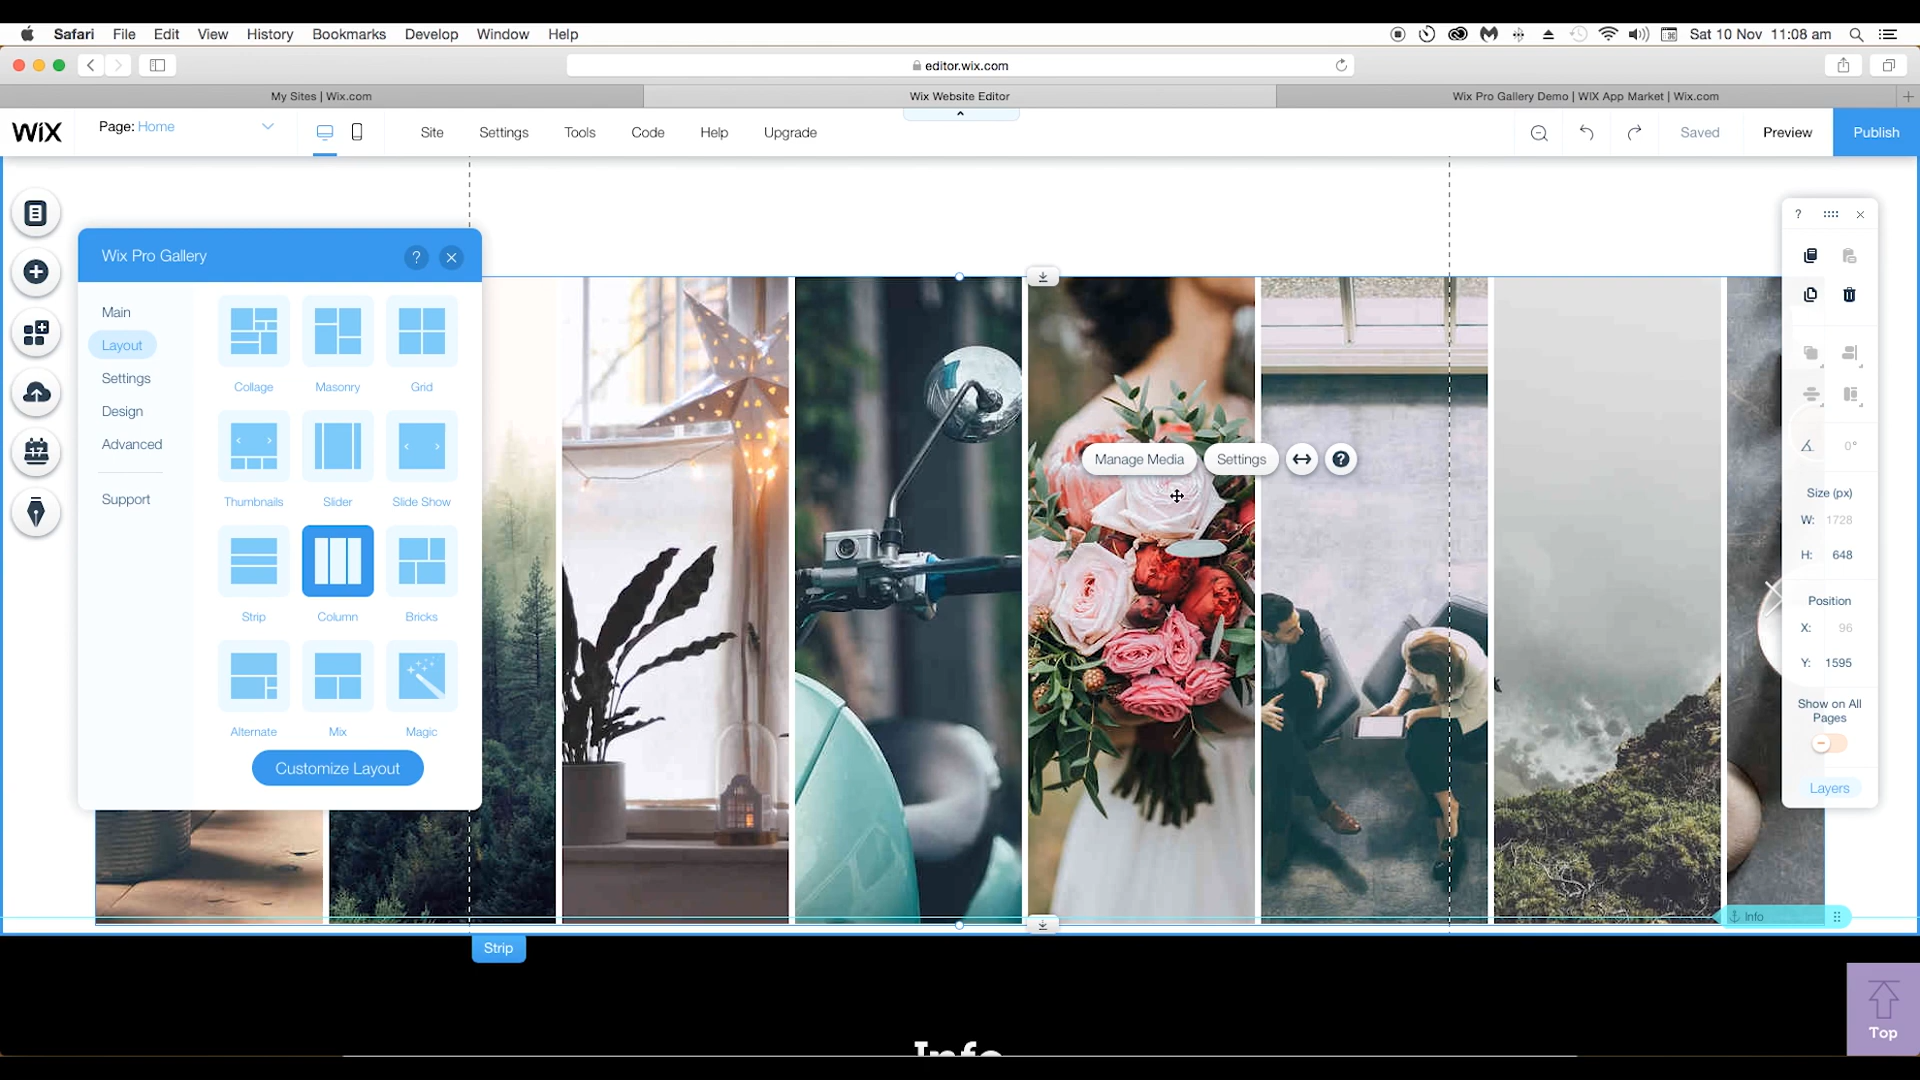 Safari File Edit View History Bookmarks Develop Window Help Sat 10 Nov 11:08 am
editor.wix.com
My Sites | Wix.com Wix Website Editor Wix Pro Gallery Demo | WIX App Market | Wix.com
WiX Page: Home Site Settings Tools Code Help Upgrade Saved Preview Publish
Wix Pro Gallery ?
Main
Layout
Settings
Design
Advanced
Support
Collage Masonry Grid
Thumbnails Slider Slide Show
Strip Column Bricks
Alternate Mix Magic
Customize Layout
17
Manage Media Settings ?
?
0°
Size (px)
W: 1728
H: 648
Position
X: 96
Y: 1595
Show on All
Pages
Layers
Info
Strip
Info
Top